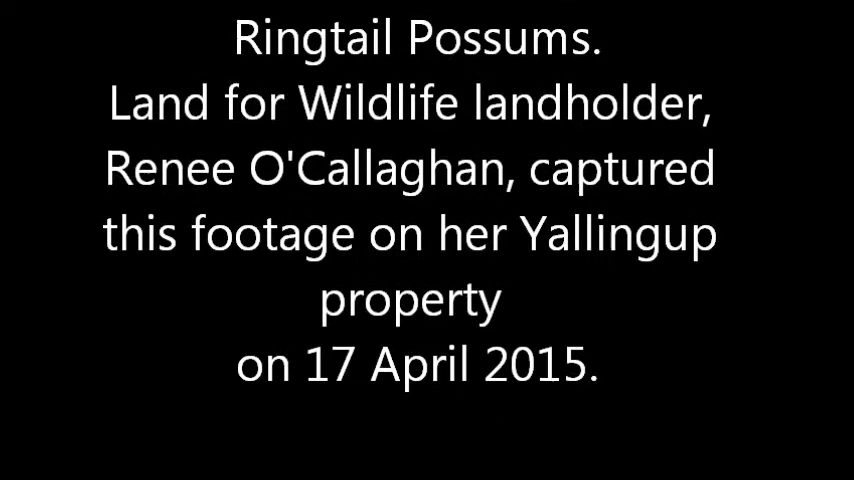 Ringtail Possums.
Land for Wildlife landholder,
Renee O'Callaghan, captured
this footage on her Yallingup
property
on 17 April 2015.